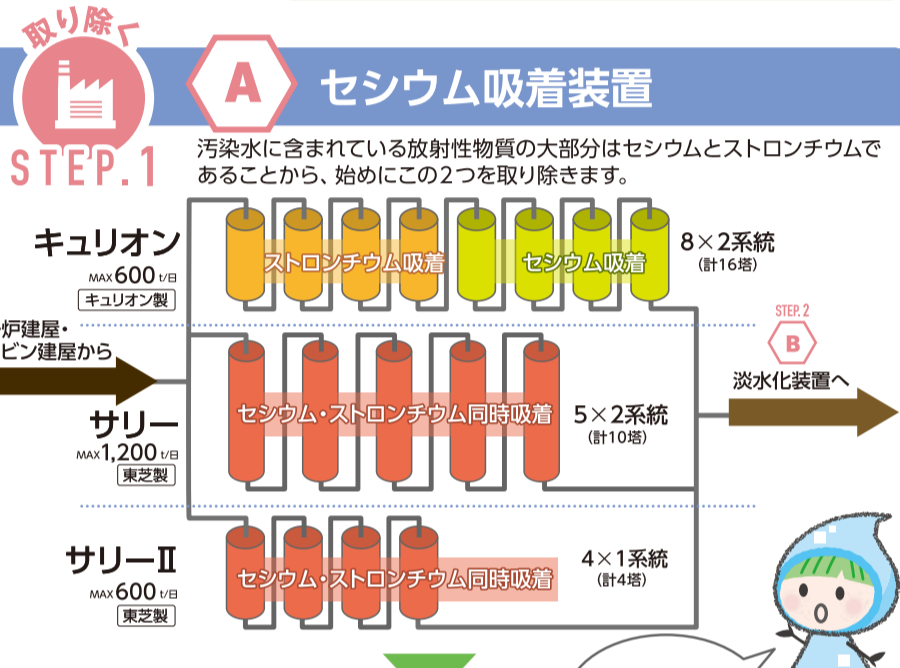 取り除く
STEP.1
A
セシウム吸着装置
汚染水に含まれている放射性物質の大部分はセシウムとストロンチウムで
あることから、始めにこの2つを取り除きます。
キュリオン
MAX600t/日
キュリオン製
ストロンチウム吸着
セシウム吸着
8×2系統
(計16塔)
炉建屋・
ビン建屋から
サリー
MAX1,200t/日
東芝製
セシウム・ストロンチウム同時吸着
5×2系統
(計10塔)
STEP.2
B
淡水化装置へ
サリーⅡ
MAX600t/日
東芝製
セシウム・ストロンチウム同時吸着
4×1系統
(計4塔)